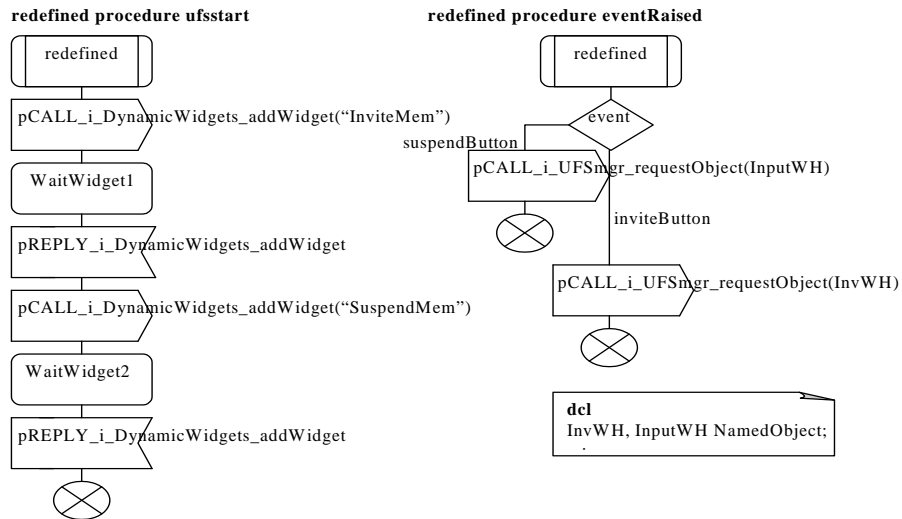 redefined procedure ufsstart
redefined
pCALL_i_DynamicWidgets_addWidget(“InviteMem”)
WaitWidget1
pREPLY_i_DynamicWidgets_addWidget
pCALL_i_DynamicWidgets_addWidget(“SuspendMem”)
WaitWidget2
pREPLY_i_DynamicWidgets_addWidget
redefined procedure eventRaised
redefined
event
suspendButton
pCALL_i_UFSmgr_requestObject(InputWH)
inviteButton
pCALL_i_UFSmgr_requestObject(InvWH)
dcl
InvWH, InputWH NamedObject;
.